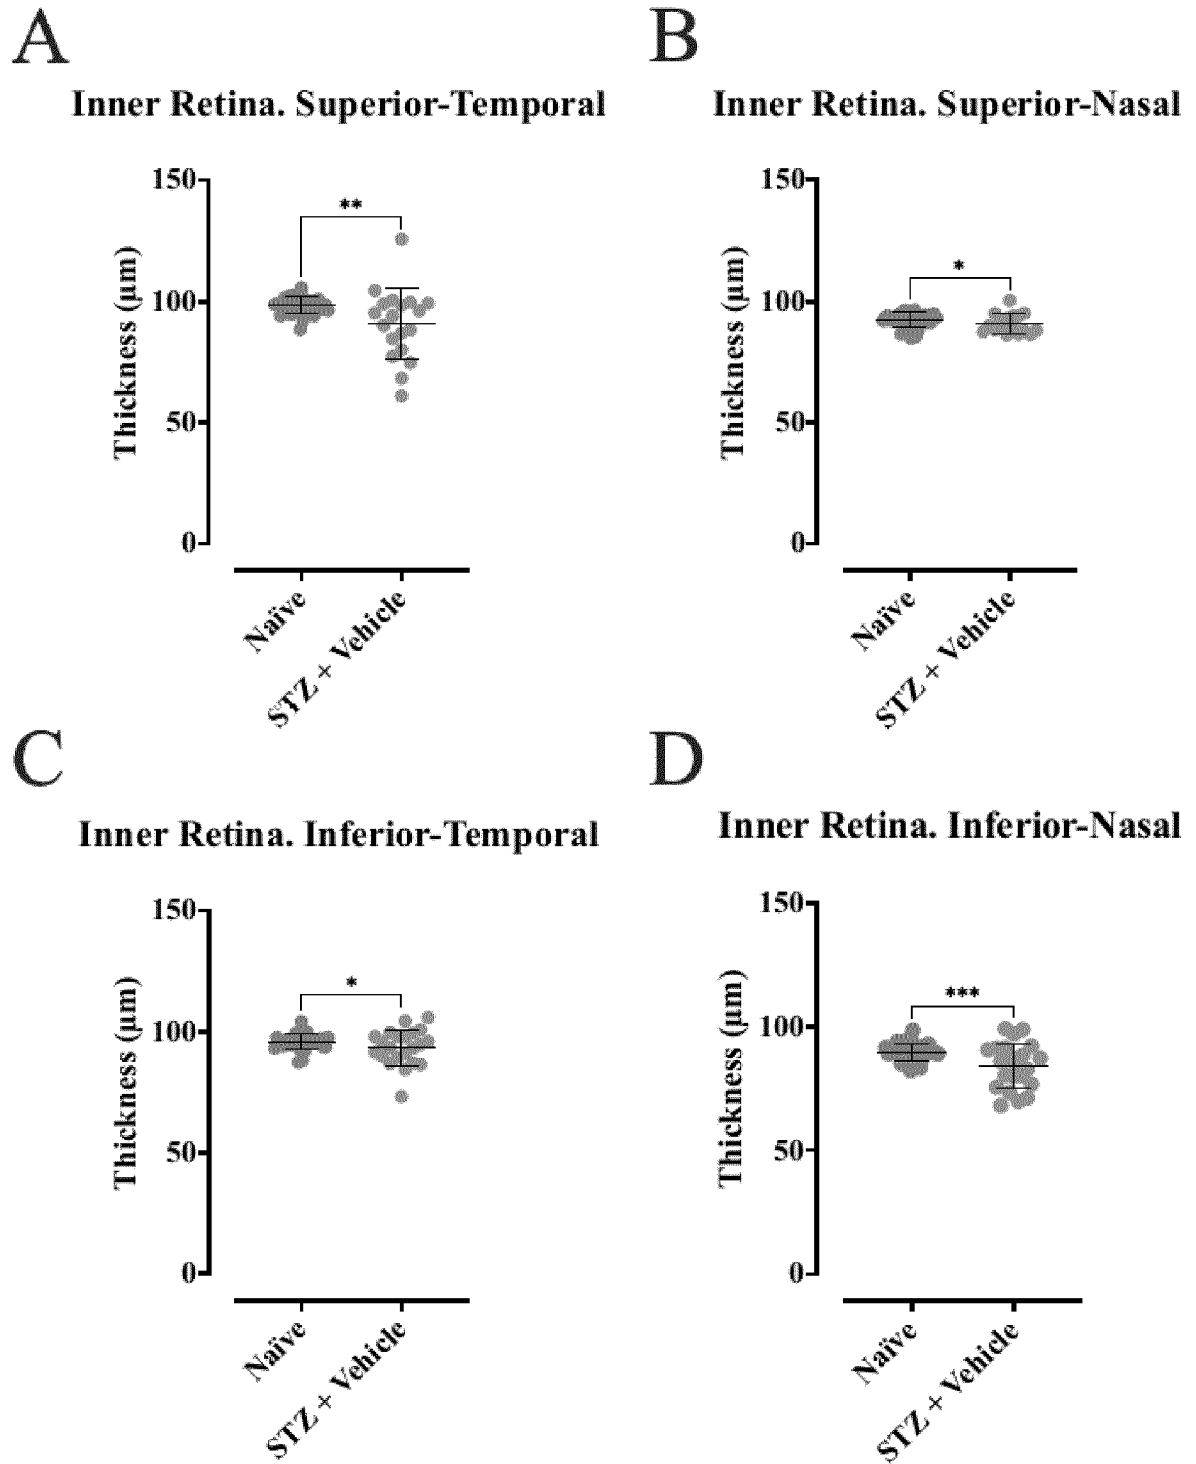 A
Inner Retina. Superior-Temporal
Thickness (µm)
150
100
50
0
**
Naïve
STZ + Vehicle
B
Inner Retina. Superior-Nasal
Thickness (µm)
150
100
50
0
*
Naïve
STZ + Vehicle
C
Inner Retina. Inferior-Temporal
Thickness (µm)
150
100
50
0
*
Naïve
STZ + Vehicle
D
Inner Retina. Inferior-Nasal
Thickness (µm)
150
100
50
0
***
Naïve
STZ + Vehicle